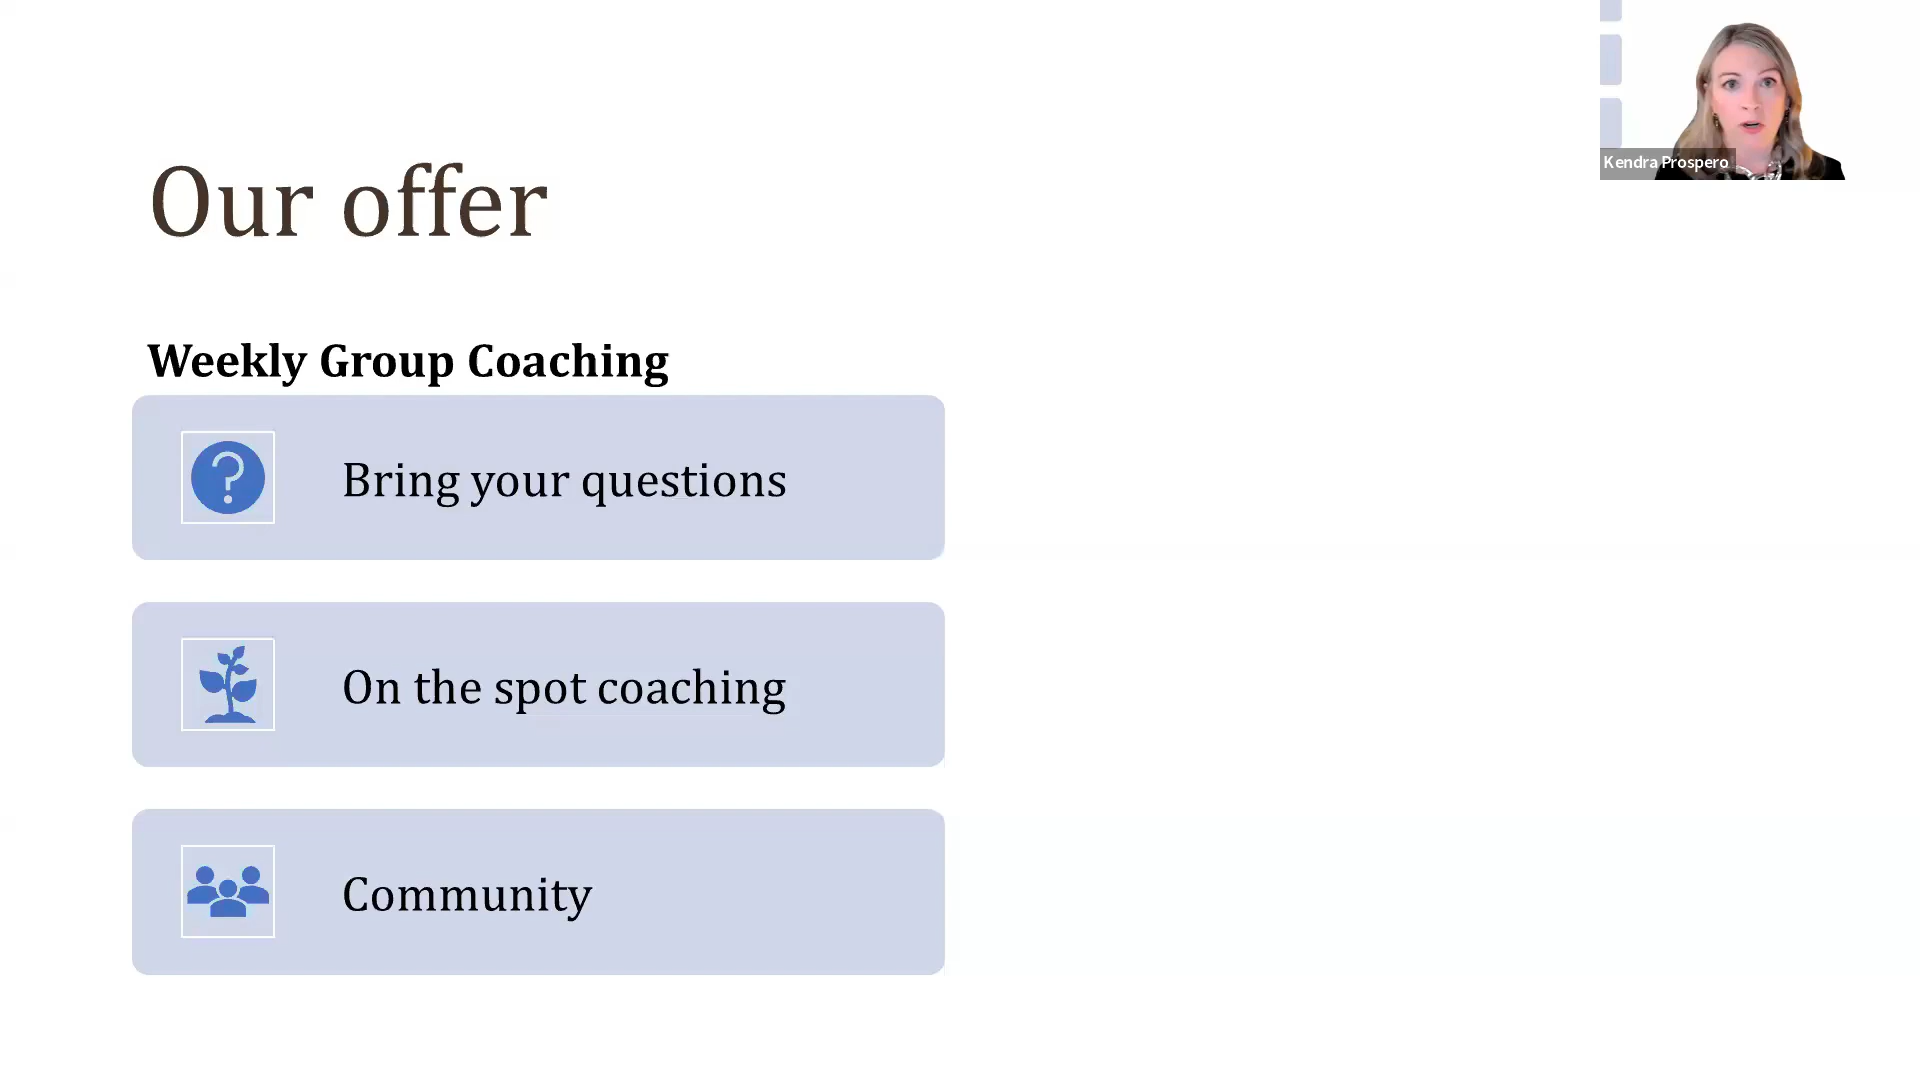 Our offer
Kendra Prospero
Weekly Group Coaching
Bring your questions
On the spot coaching
Community